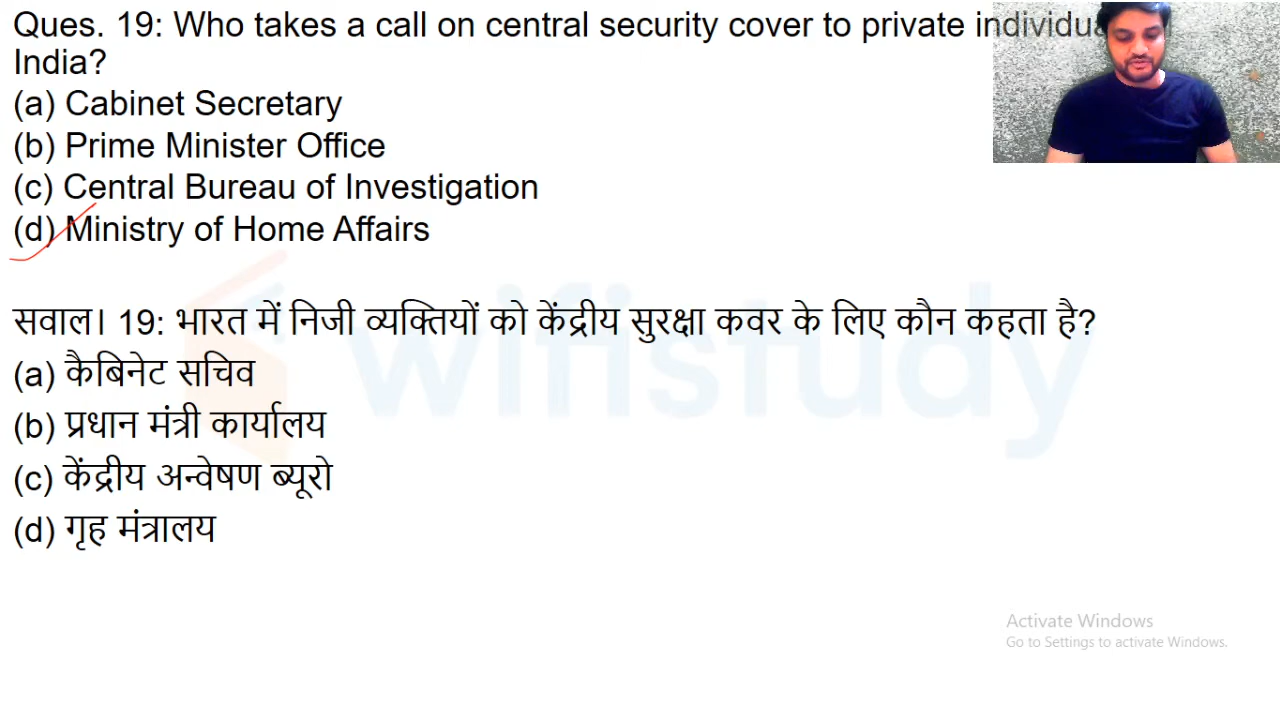 Ques. 19: Who takes a call on central security cover to private
India?
(a) Cabinet Secretary
(b) Prime Minister Office
(c) Central Bureau of Investigation
(d) Ministry of Home Affairs
सवाल। 19: भारत में निजी व्यक्तियों को केंद्रीय सुरक्षा कवर के लिए कौन कहता है?
(a) कैबिनेट सचिव
(b) प्रधान मंत्री कार्यालय
(c) केंद्रीय अन्वेषण ब्यूरो
(d) गृह मंत्रालय
wifistudy
Activate Windows
Go to Settings to activate Windows.